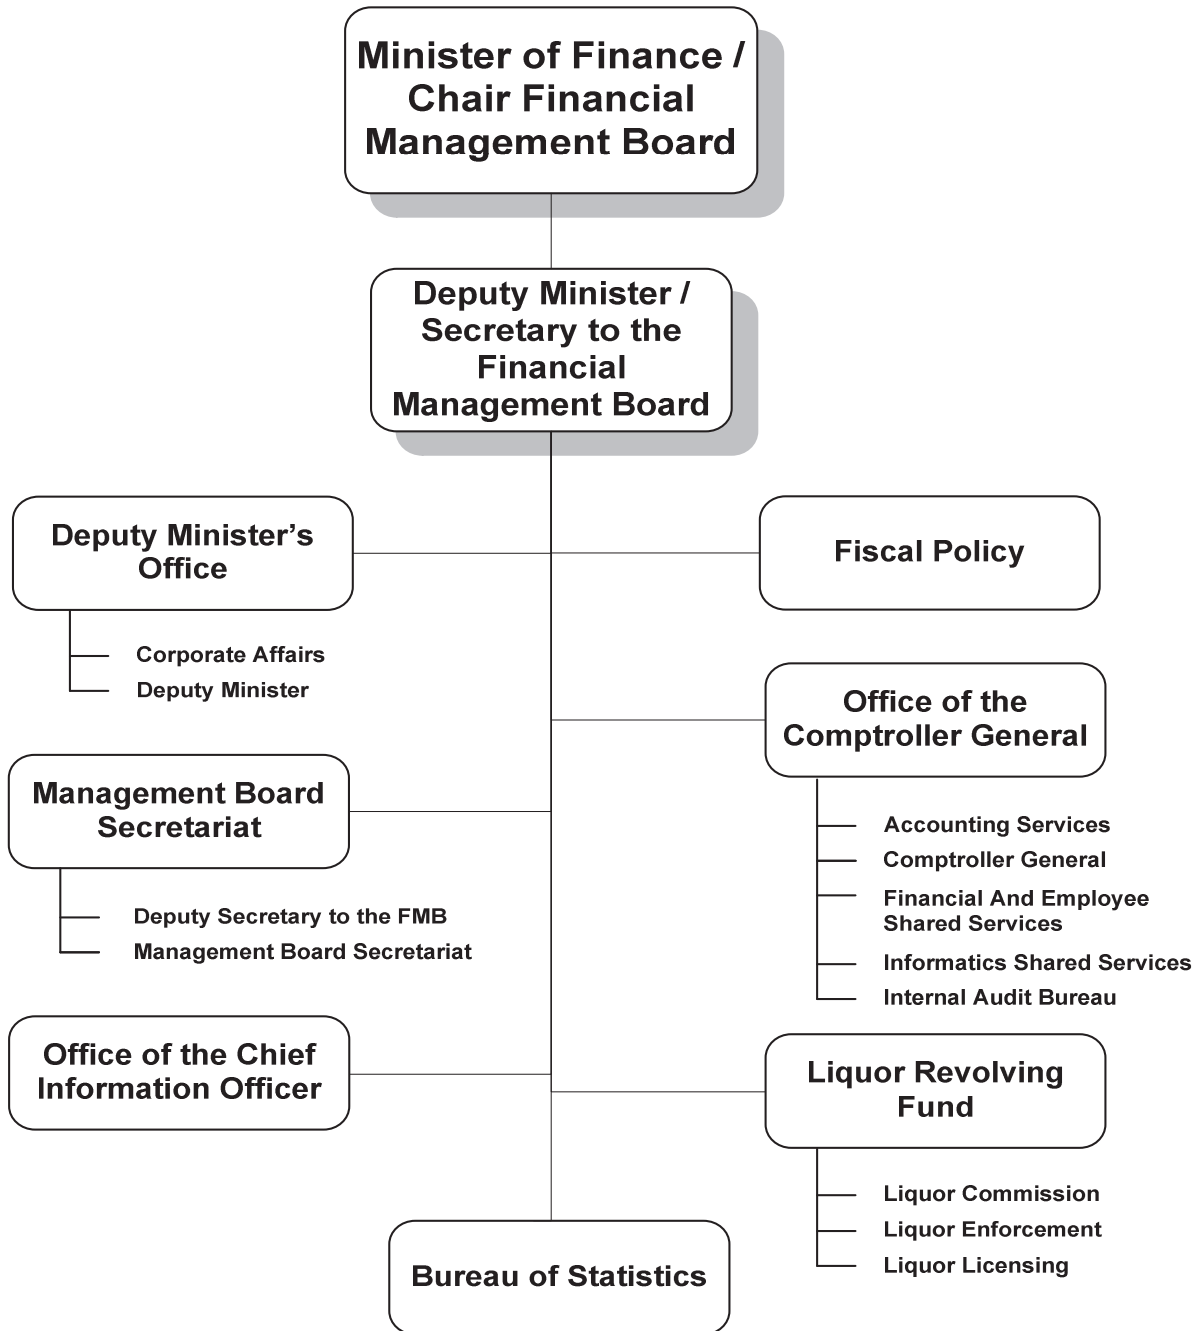 Minister of Finance /
Chair Financial
Management Board
Deputy Minister /
Secretary to the
Financial
Management Board
Deputy Minister’s
Office
Corporate Affairs
Deputy Minister
Fiscal Policy
Office of the
Comptroller General
Accounting Services
Comptroller General
Financial And Employee
Shared Services
Informatics Shared Services
Internal Audit Bureau
Management Board
Secretariat
Deputy Secretary to the FMB
Management Board Secretariat
Office of the Chief
Information Officer
Liquor Revolving
Fund
Liquor Commission
Liquor Enforcement
Liquor Licensing
Bureau of Statistics